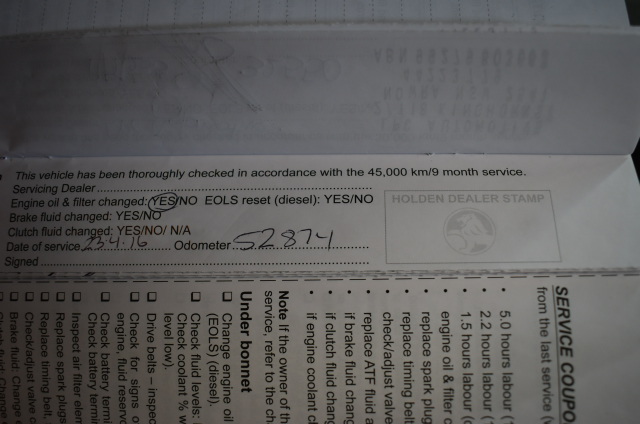 This vehicle has been thoroughly checked in accordance with the 45,000 km/9 month service.
Servicing Dealer
Engine oil & filter changed: YES/NO EOLS reset (diesel): YES/NO
Brake fluid changed: YES/NO
Clutch fluid changed: YES/NO/ N/A
Date of service 23.4.16 Odometer 52874
Signed
HOLDEN DEALER STAMP
SERVICE COUPO
from the last service (
• 5.0 hours labour (
• 2.2 hours labour (
• 1.5 hours labour (
• engine oil & filter c
• replace spark plug
• replace timing belt
• check/adjust valve
• replace ATF fluid a
• if brake fluid chang
• if clutch fluid chang
• if engine coolant ch
Note If the owner of th
service, refer to the ch
Under bonnet
❑ Change engine oil
(EOLS) (diesel).
❑ Check fluid levels:
Check coolant % w
level low).
❑ Drive belts – inspec
❑ Check for signs o
engine, fluid reservo
❑ Check battery term
Check battery termi
❑ Inspect air filter elem
❑ Replace spark plugs
❑ Replace timing belt.
❑ Check/adjust valve c
❑ Brake fluid: Change